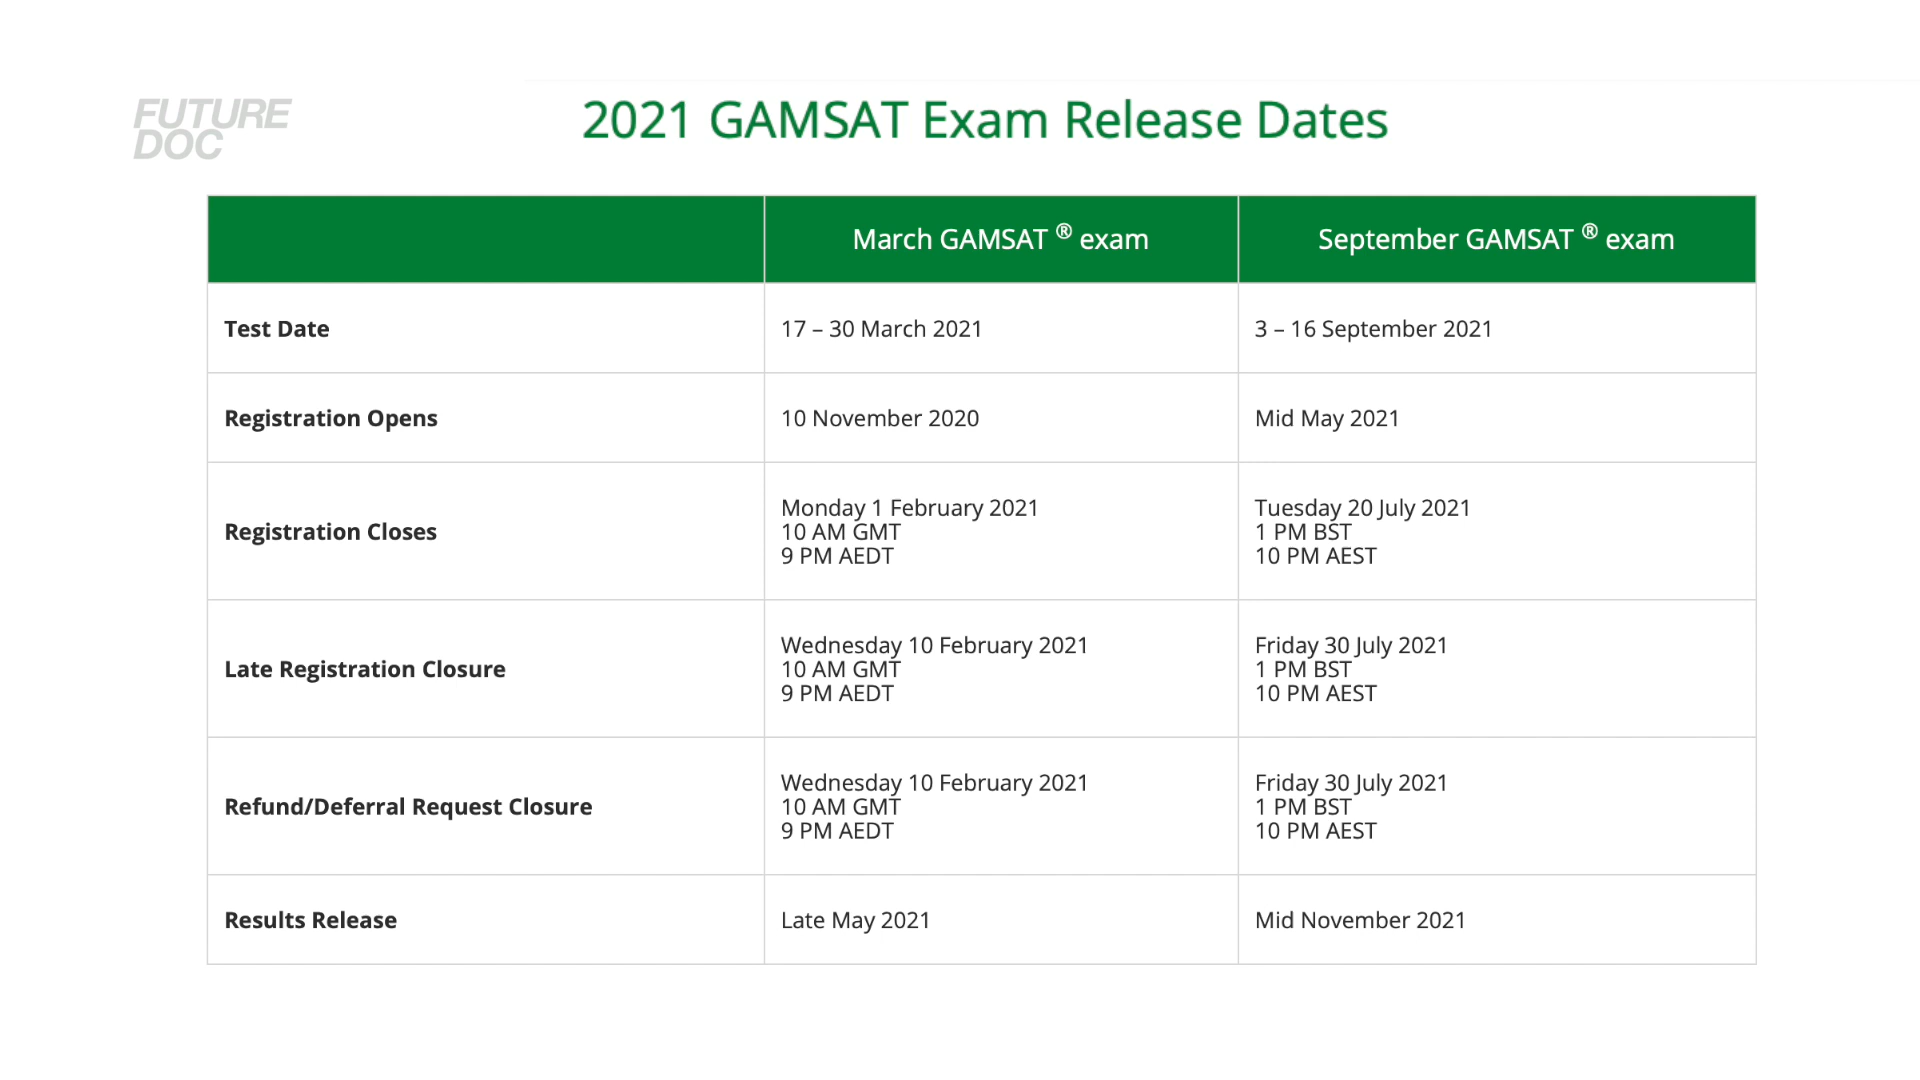 FUTURE
DOC
2021 GAMSAT Exam Release Dates
March GAMSAT ® exam
September GAMSAT ® exam
Test Date
17 – 30 March 2021
3 – 16 September 2021
Registration Opens
10 November 2020
Mid May 2021
Registration Closes
Monday 1 February 2021
10 AM GMT
9 PM AEDT
Tuesday 20 July 2021
1 PM BST
10 PM AEST
Late Registration Closure
Wednesday 10 February 2021
10 AM GMT
9 PM AEDT
Friday 30 July 2021
1 PM BST
10 PM AEST
Refund/Deferral Request Closure
Wednesday 10 February 2021
10 AM GMT
9 PM AEDT
Friday 30 July 2021
1 PM BST
10 PM AEST
Results Release
Late May 2021
Mid November 2021